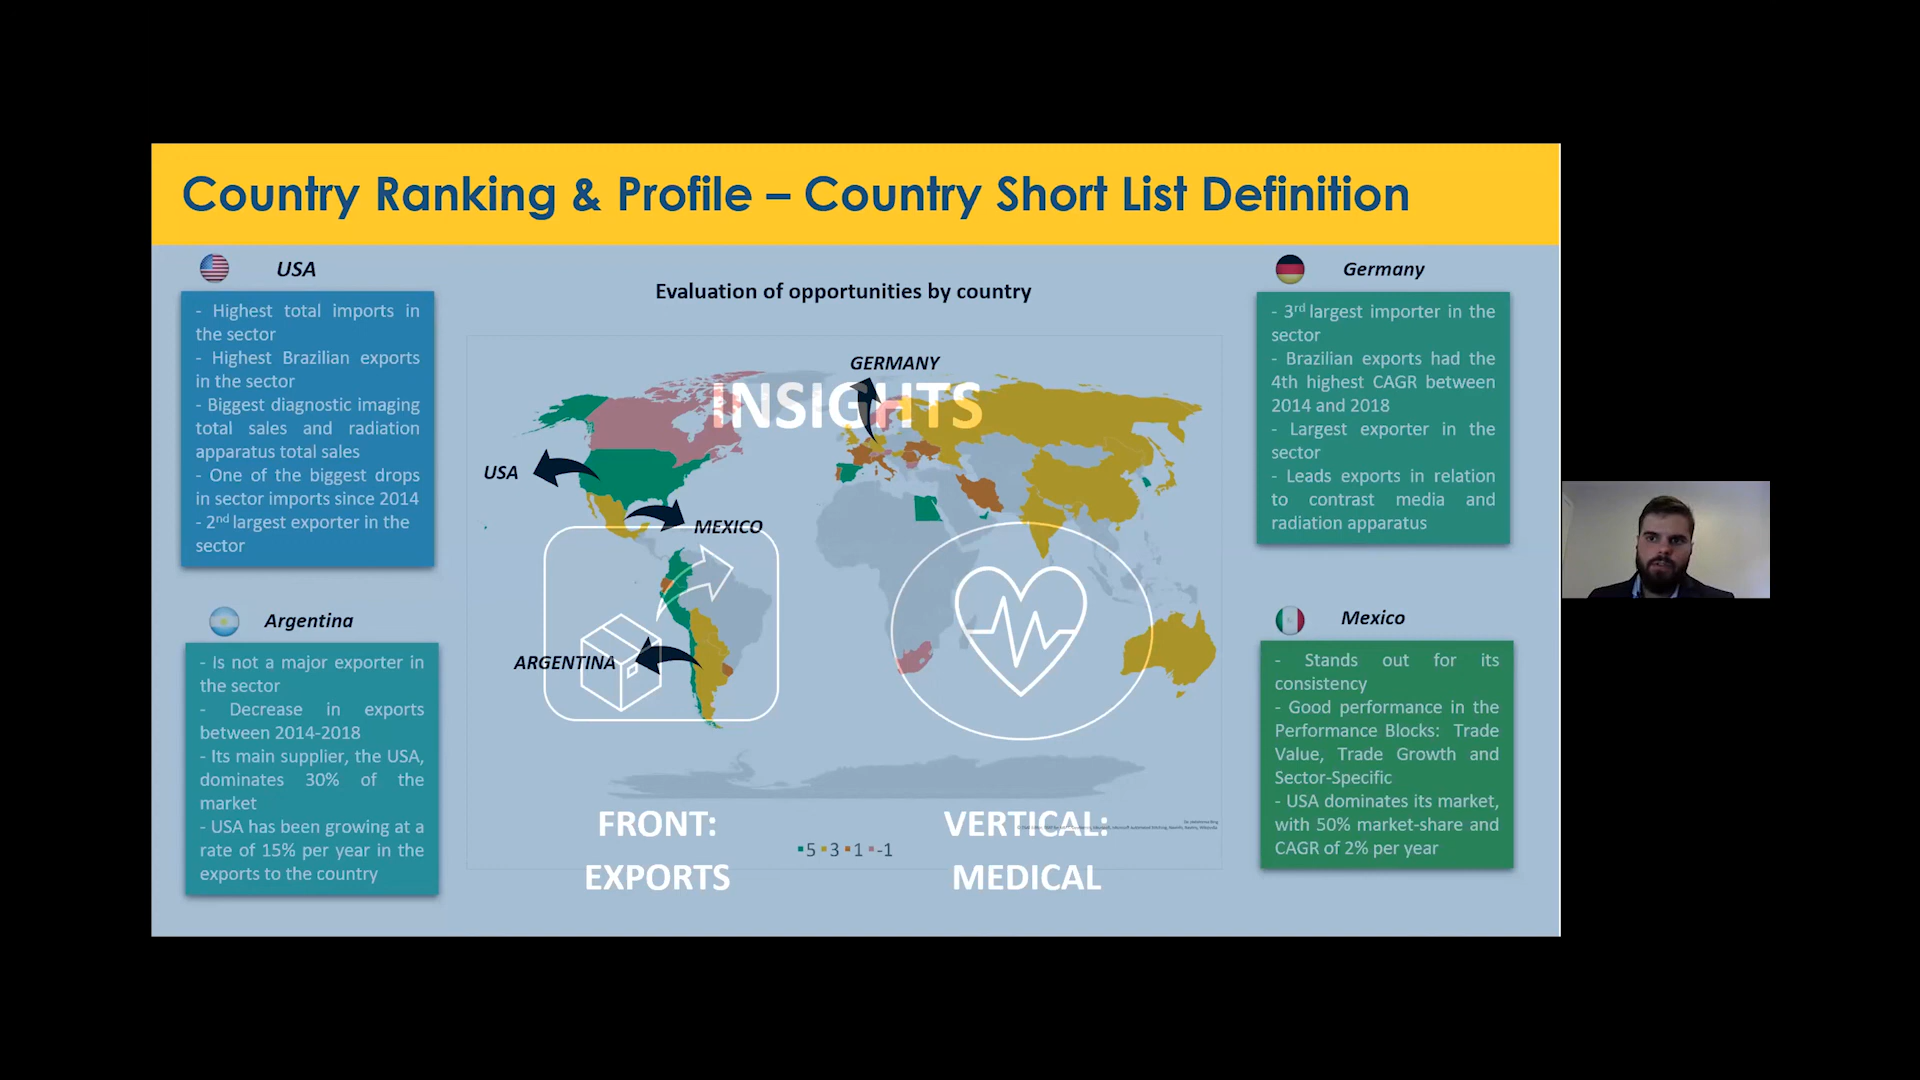 Country Ranking & Profile – Country Short List Definition
USA
- Highest total imports in
the sector
- Highest Brazilian exports
in the sector
- Biggest diagnostic imaging
total sales and radiation
apparatus total sales
- One of the biggest drops
in sector imports since 2014
- 2nd largest exporter in the
sector
Argentina
- Is not a major exporter in
the sector
- Decrease in exports
between 2014-2018
- Its main supplier, the USA,
dominates 30% of the
market
- USA has been growing at a
rate of 15% per year in the
exports to the country
Evaluation of opportunities by country
GERMANY
INSIGHTS
USA
MEXICO
ARGENTINA
FRONT:
EXPORTS
VERTICAL:
MEDICAL
5 3 1 -1
Germany
- 3rd largest importer in the
sector
- Brazilian exports had the
4th highest CAGR between
2014 and 2018
- Largest exporter in the
sector
- Leads exports in relation
to contrast media and
radiation apparatus
Mexico
- Stands out for its
consistency
- Good performance in the
Performance Blocks: Trade
Value, Trade Growth and
Sector-Specific
- USA dominates its market,
with 50% market-share and
CAGR of 2% per year